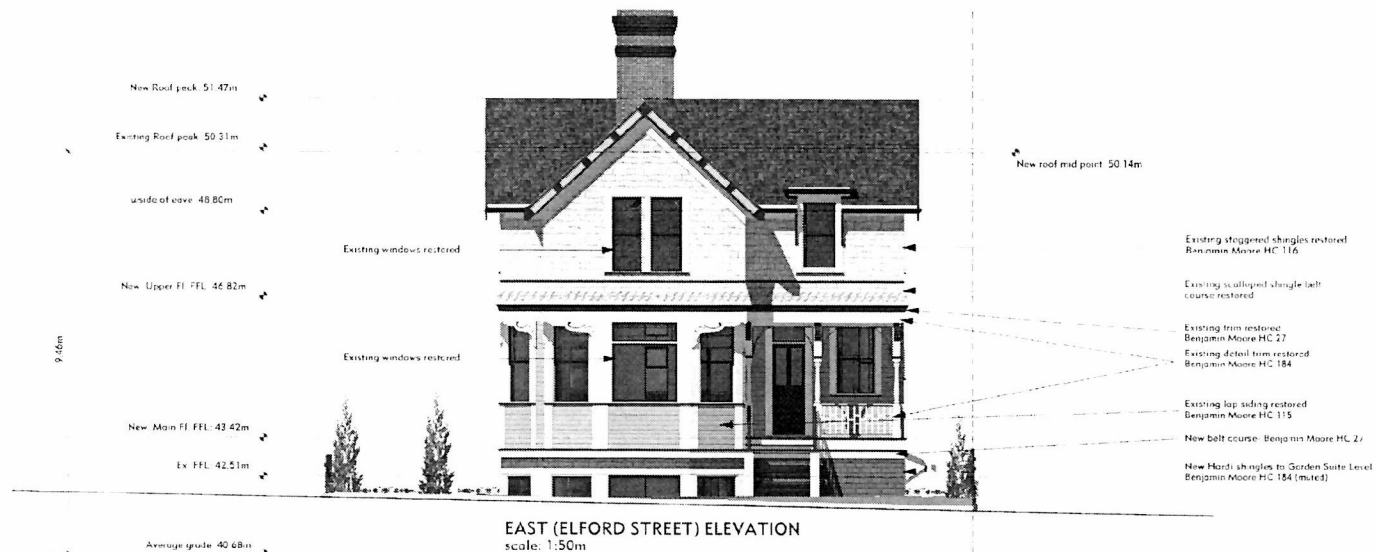 New Roof peak: 51.47m
Existing Roof peak: 50.31m
New roof mid point: 50.14m
u/side of eave: 48.80m
Existing windows restored
Existing staggered shingles restored
Benjamin Moore HC 116
New Upper Fl. FFL: 46.82m
Existing scalloped shingle belt
course restored
Existing trim restored
Benjamin Moore HC 27
9.46m
Existing windows restored
Existing detail trim restored
Benjamin Moore HC 184
Existing lap siding restored
Benjamin Moore HC 115
New Main Fl. FFL: 43.42m
New belt course: Benjamin Moore HC 27
Ex. FFL: 42.51m
New Hardi shingles to Garden Suite Level
Benjamin Moore HC 184 (muted)
EAST (ELFORD STREET) ELEVATION
scale: 1:50m
Average grade: 40.68m